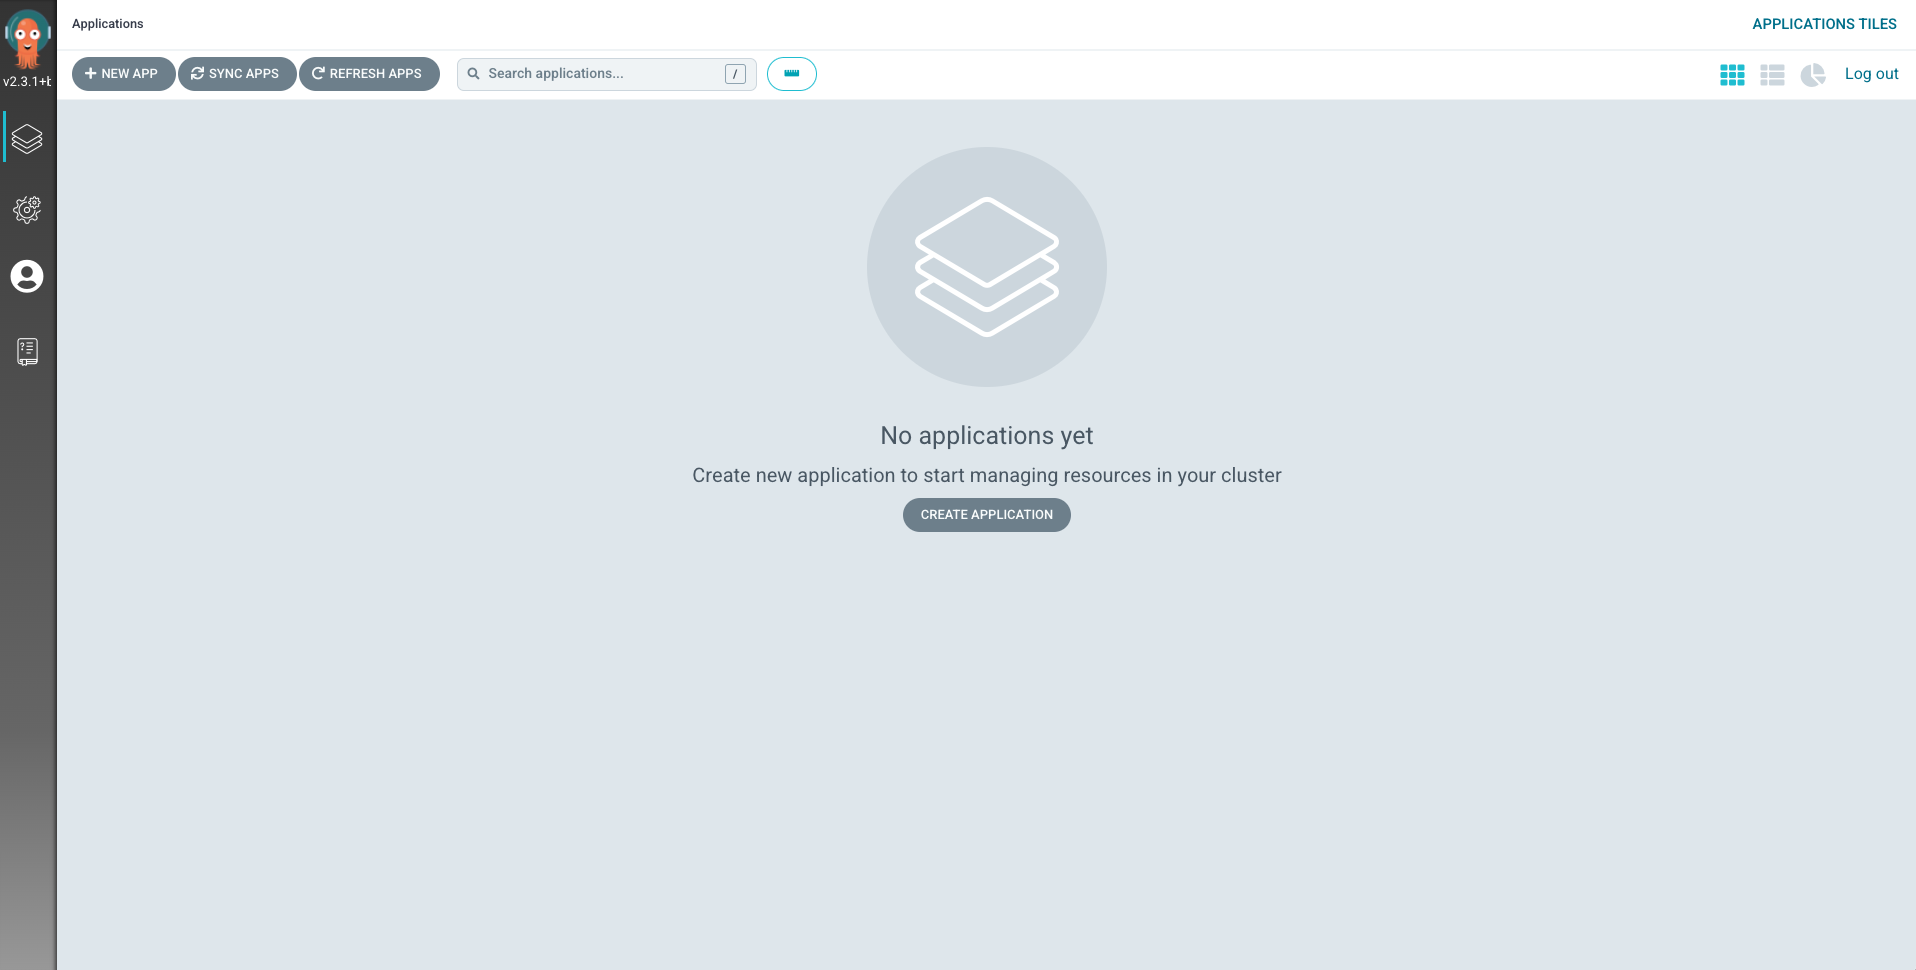 Applications
APPLICATIONS TILES
v2.3.1+b
NEW APP
SYNC APPS
REFRESH APPS
Search applications...
/
Log out
No applications yet
Create new application to start managing resources in your cluster
CREATE APPLICATION